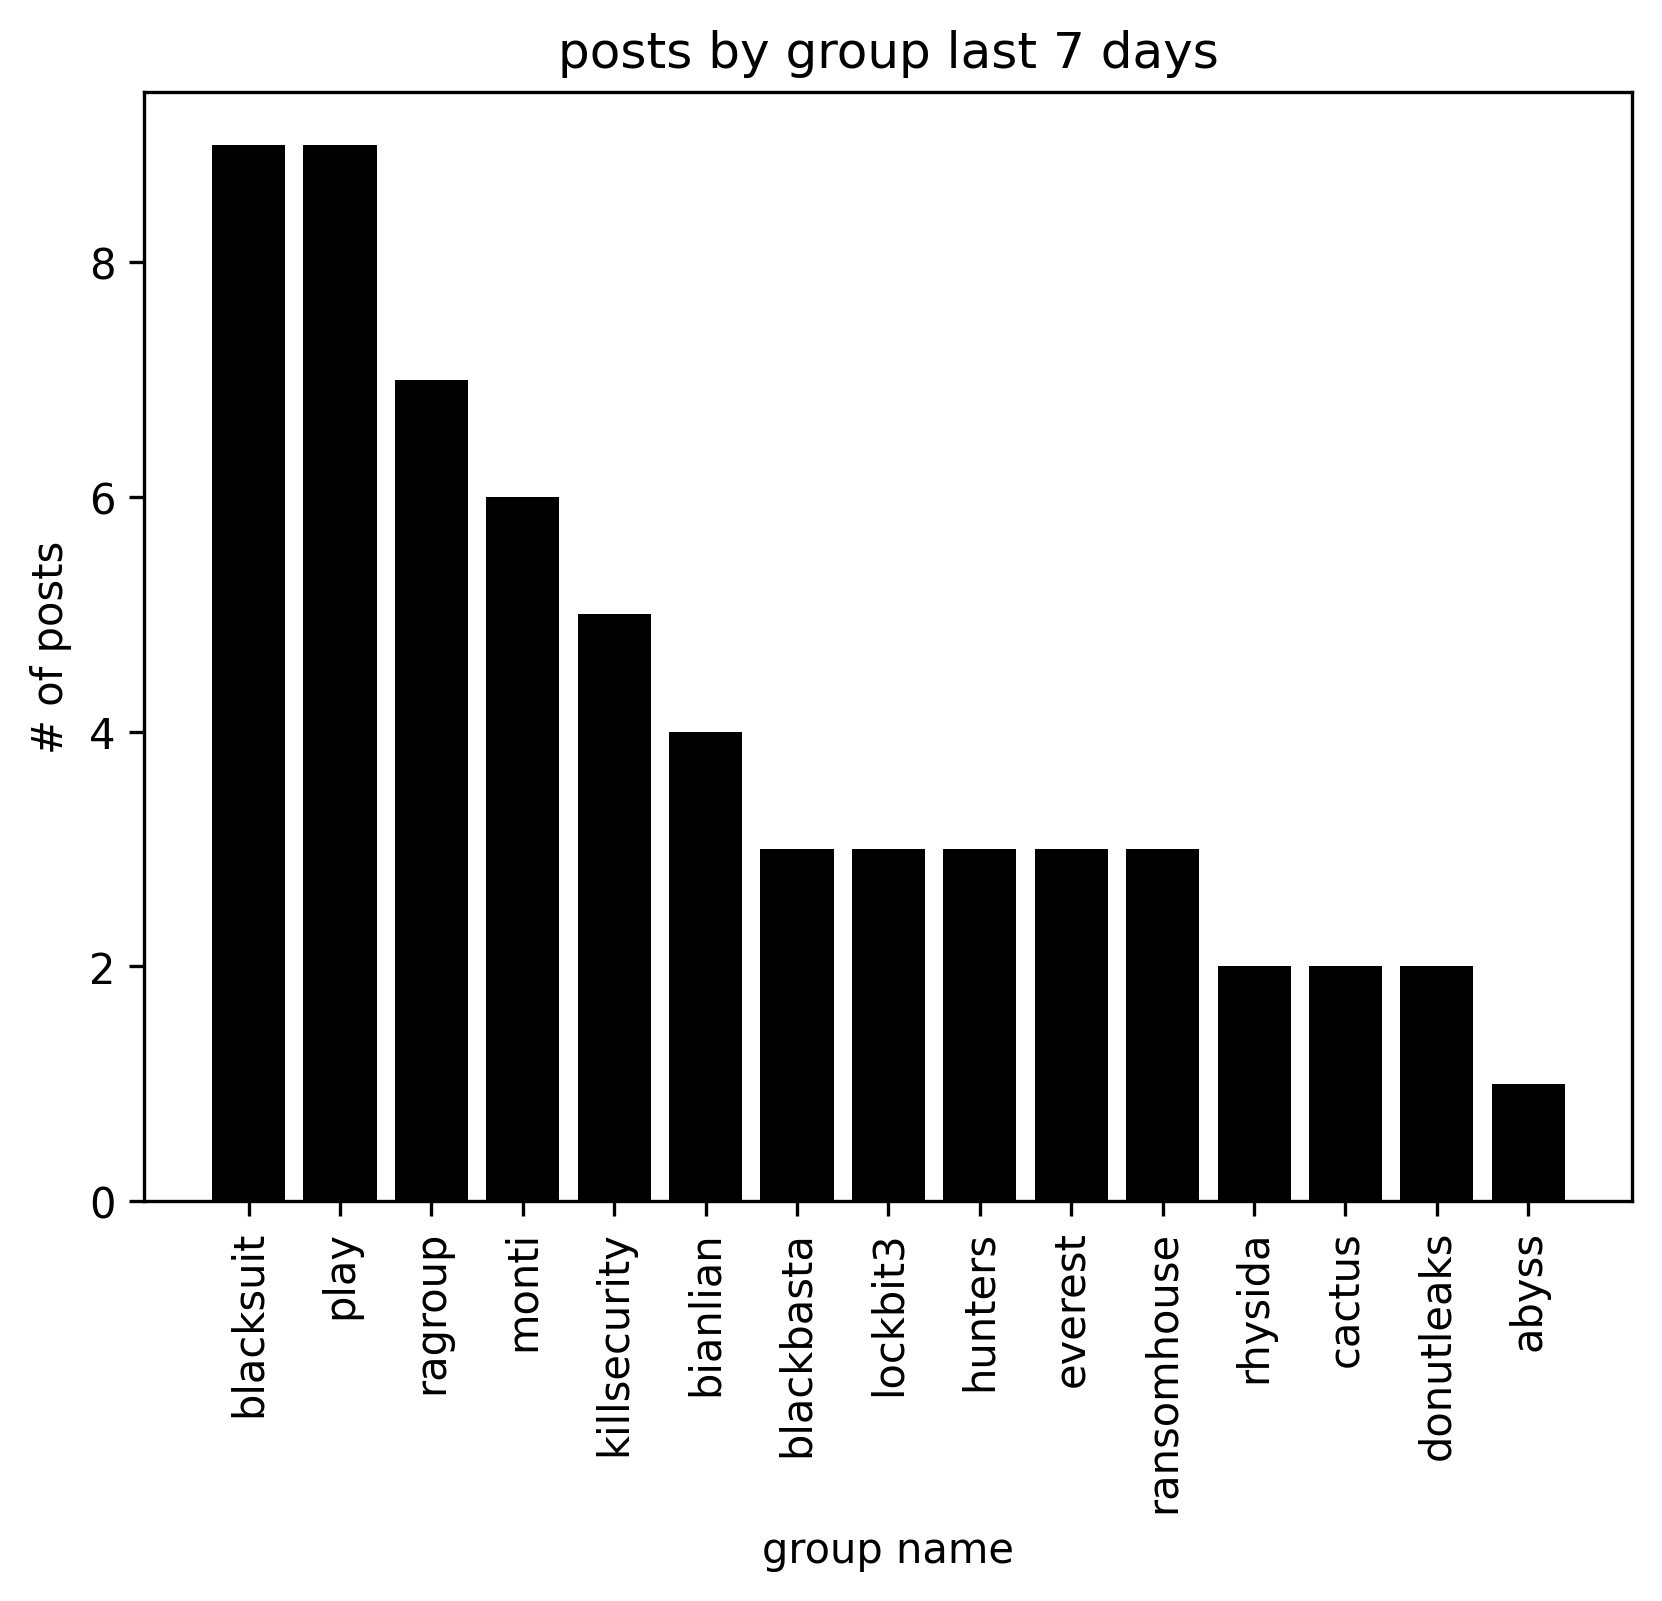 posts by group last 7 days
# of posts
8
6
4
2
0
blacksuit
play
ragroup
monti
killsecurity
bianlian
blackbasta
lockbit3
hunters
everest
ransomhouse
rhysida
cactus
donutleaks
abyss
group name